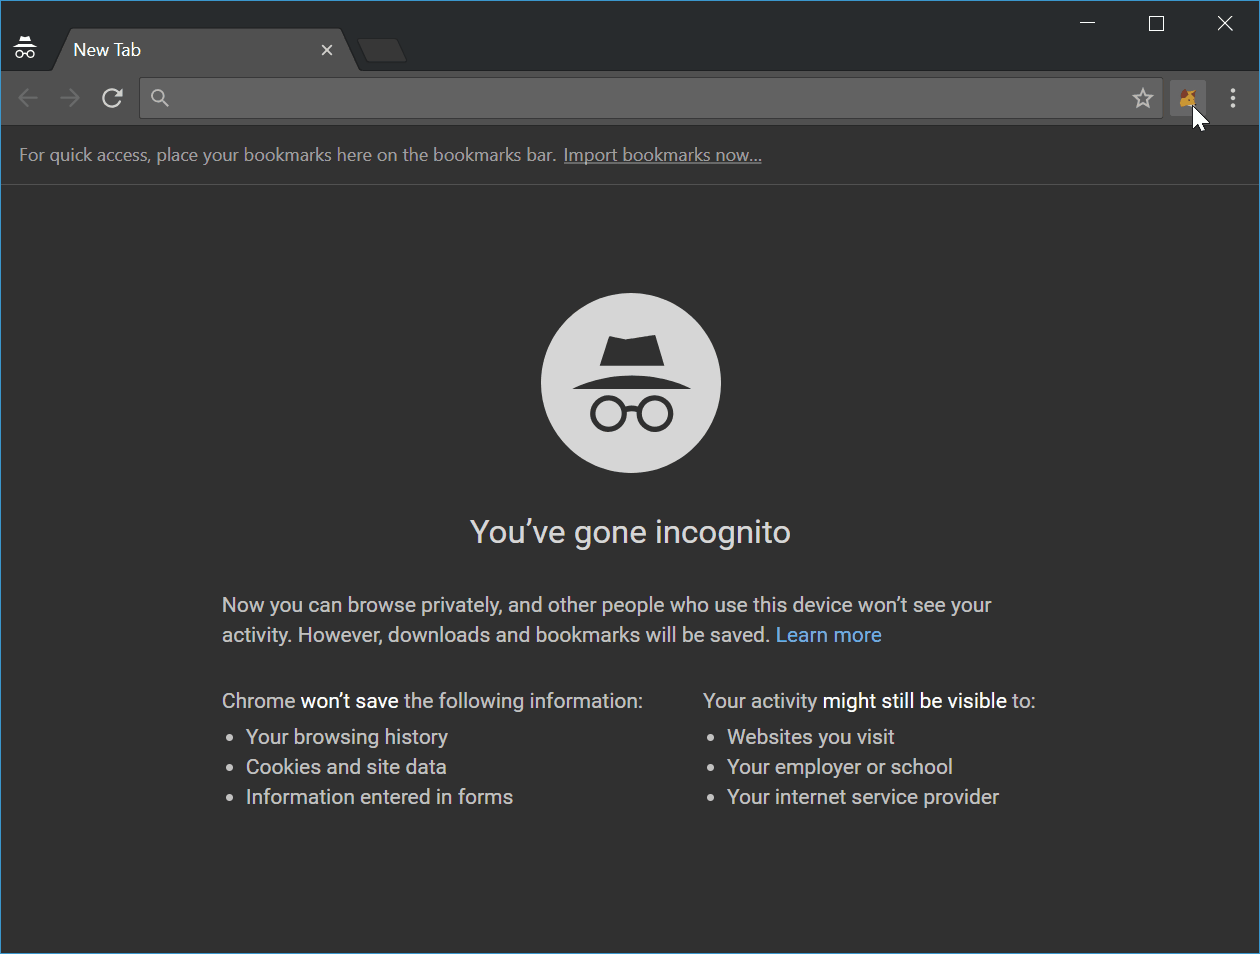 New Tab
For quick access, place your bookmarks here on the bookmarks bar. Import bookmarks now...
You’ve gone incognito
Now you can browse privately, and other people who use this device won’t see your
activity. However, downloads and bookmarks will be saved. Learn more
Chrome won’t save the following information:
• Your browsing history
• Cookies and site data
• Information entered in forms
Your activity might still be visible to:
• Websites you visit
• Your employer or school
• Your internet service provider